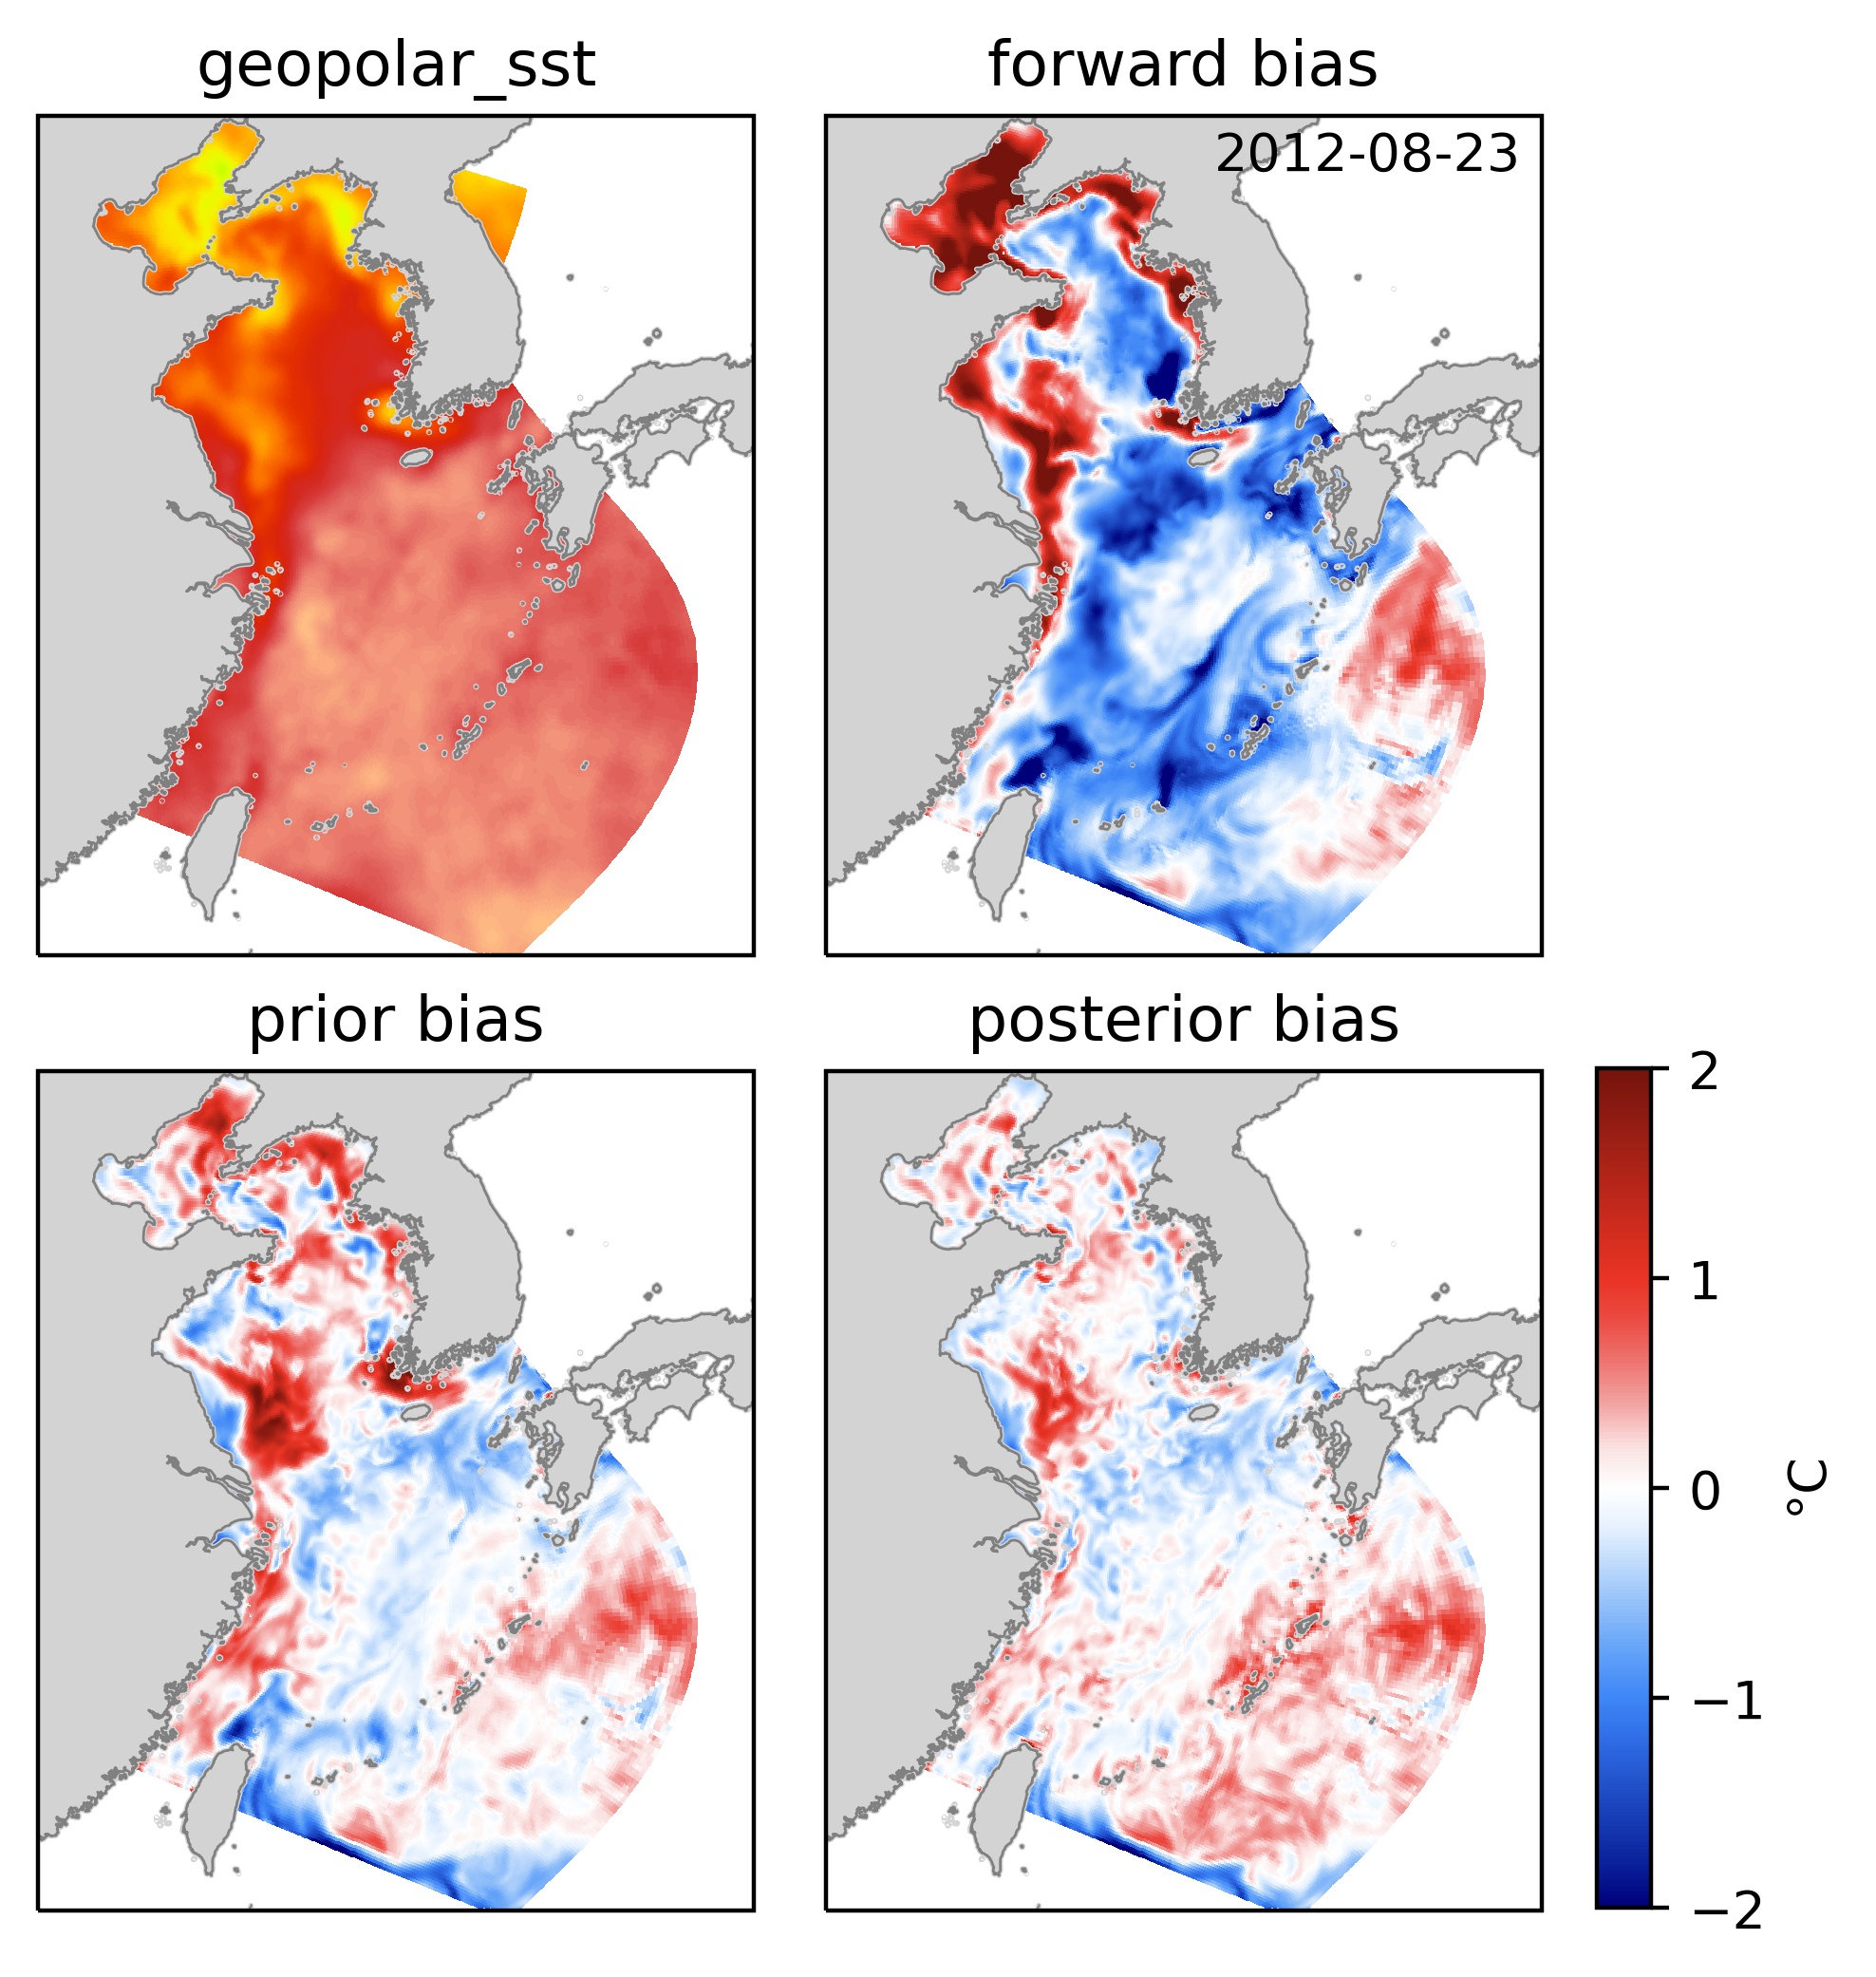 geopolar_sst
forward bias
2012-08-23
prior bias
posterior bias
2
1
0
−1
−2
°C